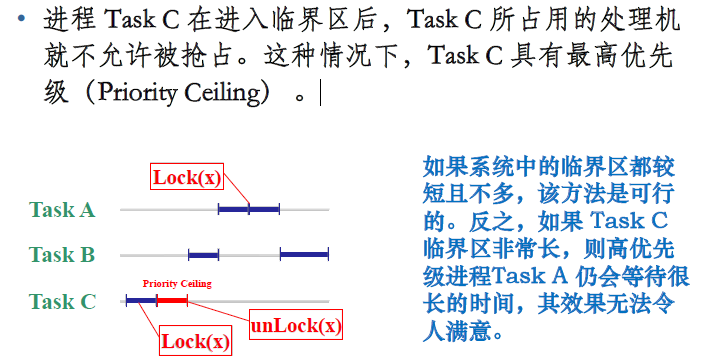 • 进程 Task C 在进入临界区后，Task C 所占用的处理机
就不允许被抢占。这种情况下，Task C 具有最高优先
级（Priority Ceiling）。
Lock(x)
Task A
Task B
Priority Ceiling
Task C
unLock(x)
Lock(x)
如果系统中的临界区都较
短且不多，该方法是可行
的。反之，如果 Task C
临界区非常长，则高优先
级进程Task A 仍会等待很
长的时间，其效果无法令
人满意。